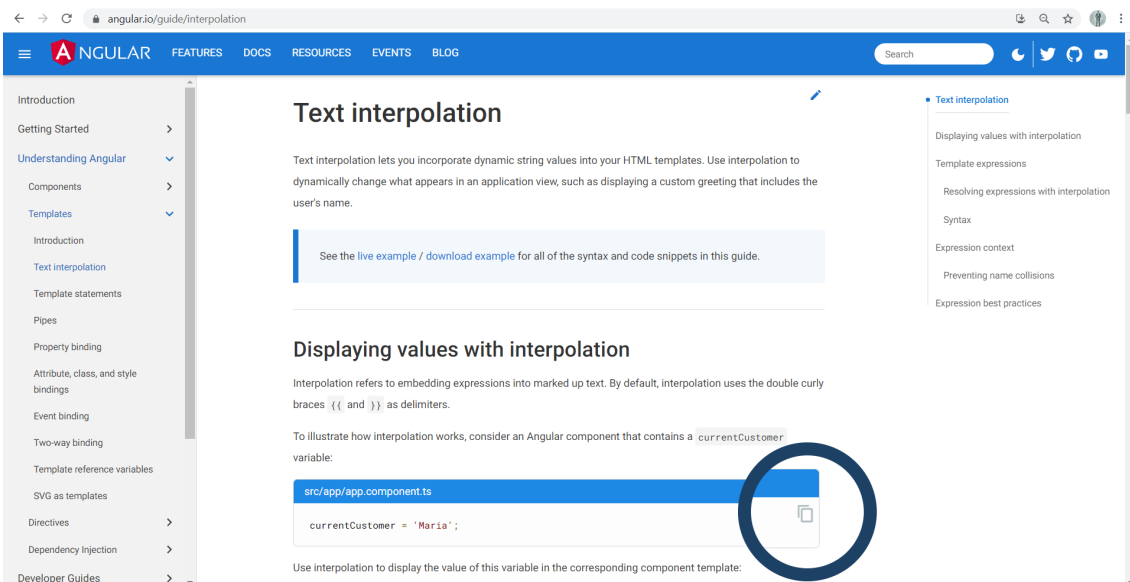 angular.io/guide/interpolation
ANGULAR
FEATURES
DOCS
RESOURCES
EVENTS
BLOG
Search
Introduction
Getting Started
Understanding Angular
Components
Templates
Introduction
Text interpolation
Template statements
Pipes
Property binding
Attribute, class, and style
bindings
Event binding
Two-way binding
Template reference variables
SVG as templates
Directives
Dependency Injection
Developer Guides
Text interpolation
Text interpolation lets you incorporate dynamic string values into your HTML templates. Use interpolation to
dynamically change what appears in an application view, such as displaying a custom greeting that includes the
user's name.
See the live example / download example for all of the syntax and code snippets in this guide.
Displaying values with interpolation
Interpolation refers to embedding expressions into marked up text. By default, interpolation uses the double curly
braces {{ and }} as delimiters.
To illustrate how interpolation works, consider an Angular component that contains a currentCustomer
variable:
src/app/app.component.ts
currentCustomer = 'Maria';
Use interpolation to display the value of this variable in the corresponding component template:
Text interpolation
Displaying values with interpolation
Template expressions
Resolving expressions with interpolation
Syntax
Expression context
Preventing name collisions
Expression best practices